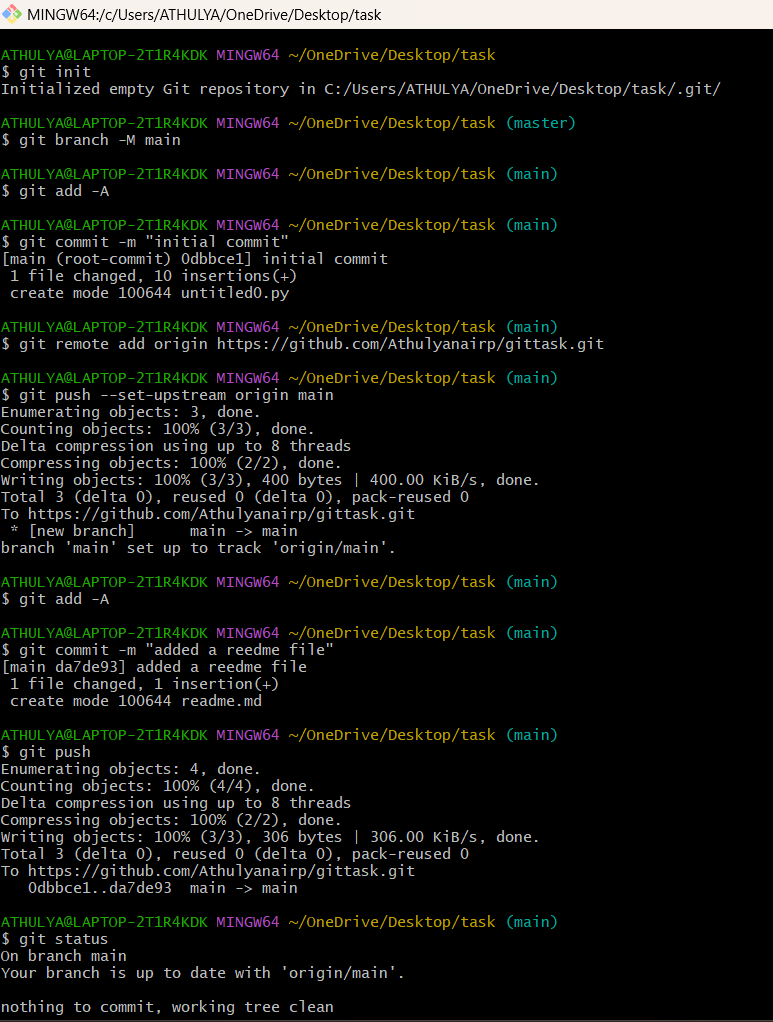 MINGW64:/c/Users/ATHULYA/OneDrive/Desktop/task
ATHULYA@LAPTOP-2T1R4KDK MINGW64 ~/OneDrive/Desktop/task
$ git init
Initialized empty Git repository in C:/Users/ATHULYA/OneDrive/Desktop/task/.git/
ATHULYA@LAPTOP-2T1R4KDK MINGW64 ~/OneDrive/Desktop/task (master)
$ git branch -M main
ATHULYA@LAPTOP-2T1R4KDK MINGW64 ~/OneDrive/Desktop/task (main)
$ git add -A
ATHULYA@LAPTOP-2T1R4KDK MINGW64 ~/OneDrive/Desktop/task (main)
$ git commit -m "initial commit"
[main (root-commit) 0dbbce1] initial commit
 1 file changed, 10 insertions(+)
 create mode 100644 untitled0.py
ATHULYA@LAPTOP-2T1R4KDK MINGW64 ~/OneDrive/Desktop/task (main)
$ git remote add origin https://github.com/Athulyanairp/gittask.git
ATHULYA@LAPTOP-2T1R4KDK MINGW64 ~/OneDrive/Desktop/task (main)
$ git push --set-upstream origin main
Enumerating objects: 3, done.
Counting objects: 100% (3/3), done.
Delta compression using up to 8 threads
Compressing objects: 100% (2/2), done.
Writing objects: 100% (3/3), 400 bytes | 400.00 KiB/s, done.
Total 3 (delta 0), reused 0 (delta 0), pack-reused 0
To https://github.com/Athulyanairp/gittask.git
 * [new branch]      main -> main
branch 'main' set up to track 'origin/main'.
ATHULYA@LAPTOP-2T1R4KDK MINGW64 ~/OneDrive/Desktop/task (main)
$ git add -A
ATHULYA@LAPTOP-2T1R4KDK MINGW64 ~/OneDrive/Desktop/task (main)
$ git commit -m "added a reedme file"
[main da7de93] added a reedme file
 1 file changed, 1 insertion(+)
 create mode 100644 readme.md
ATHULYA@LAPTOP-2T1R4KDK MINGW64 ~/OneDrive/Desktop/task (main)
$ git push
Enumerating objects: 4, done.
Counting objects: 100% (4/4), done.
Delta compression using up to 8 threads
Compressing objects: 100% (2/2), done.
Writing objects: 100% (3/3), 306 bytes | 306.00 KiB/s, done.
Total 3 (delta 0), reused 0 (delta 0), pack-reused 0
To https://github.com/Athulyanairp/gittask.git
   0dbbce1..da7de93  main -> main
ATHULYA@LAPTOP-2T1R4KDK MINGW64 ~/OneDrive/Desktop/task (main)
$ git status
On branch main
Your branch is up to date with 'origin/main'.
nothing to commit, working tree clean